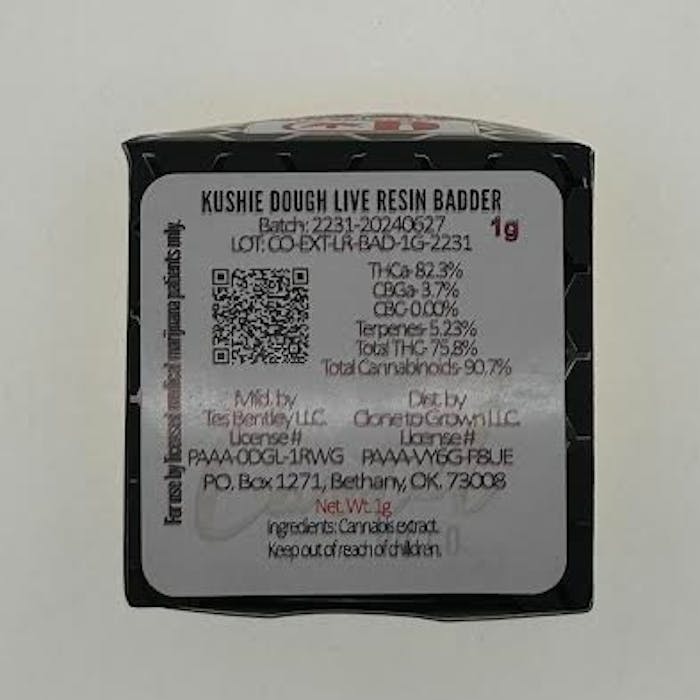 KUSHIE DOUGH LIVE RESIN BADDER
Batch: 2231-20240627
1g
LOT: CO-EXT-LR-BAD-1G-2231
THCa-82.3%
CBGa-3.7%
CBC-0.00%
Terpenes-5.23%
Total THC-75.8%
Total Cannabinoids-90.7%
For use by licensed medical marijuana patients only.
Mfd. by
Tes Bentley LLC.
License #
PAAA-0DGL-1RWG
Dist. by
Clone to Grown LLC.
License #
PAAA-VY6G-F8UE
PO. Box 1271, Bethany, OK. 73008
Net. Wt. 1g
Ingredients: Cannabis extract.
Keep out of reach of children.